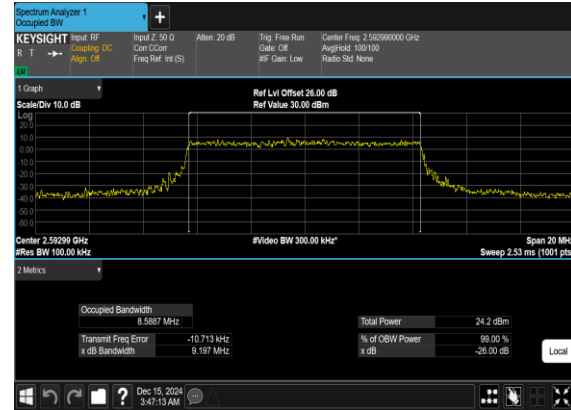 Spectrum Analyzer 1
Occupied BW
+
KEYSIGHT Input: RF Input Z: 50 Ω Atten: 20 dB Trig: Free Run Center Freq: 2.592990000 GHz
R T Coupling: DC Corr CCorr Gate: Off Avg|Hold: 100/100
Align: Off Freq Ref: Int (S) #IF Gain: Low Radio Std: None
LV
1 Graph
Ref Lvl Offset 26.00 dB
Scale/Div 10.0 dB Ref Value 30.00 dBm
Log
20.0
10.0
0.00
-10.0
-20.0
-30.0
-40.0
-50.0
-60.0
Center 2.59299 GHz #Video BW 300.00 kHz* Span 20 MHz
#Res BW 100.00 kHz Sweep 2.53 ms (1001 pts)
2 Metrics
Occupied Bandwidth
8.5887 MHz Total Power 24.2 dBm
Transmit Freq Error -10.713 kHz % of OBW Power 99.00 %
x dB Bandwidth 9.197 MHz x dB -26.00 dB
Local
? Dec 15, 2024
3:47:13 AM